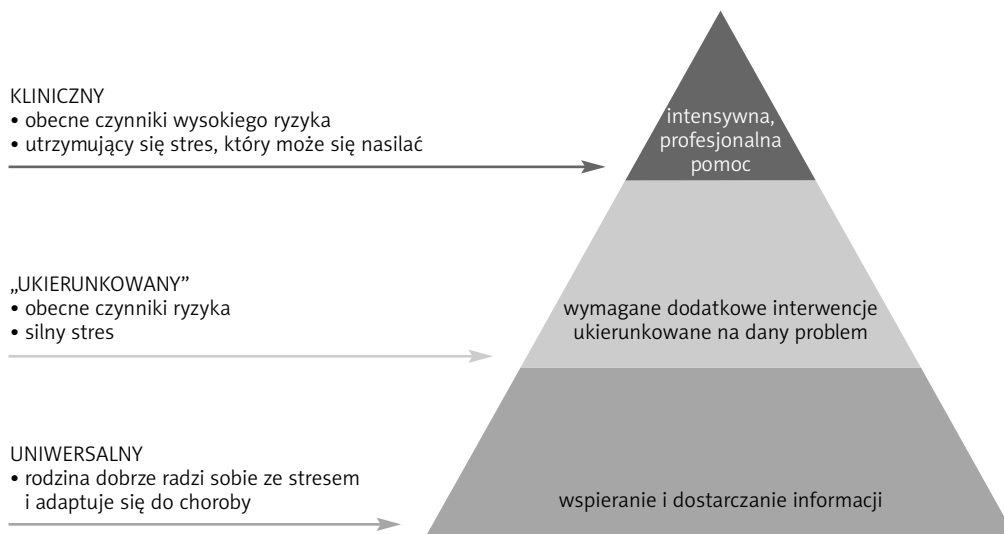 KLINICZNY
• obecne czynniki wysokiego ryzyka
• utrzymujący się stres, który może się nasilać
intensywna,
profesjonalna
pomoc
„UKIERUNKOWANY”
• obecne czynniki ryzyka
• silny stres
wymagane dodatkowe interwencje
ukierunkowane na dany problem
UNIWERSALNY
• rodzina dobrze radzi sobie ze stresem
i adaptuje się do choroby
wspieranie i dostarczanie informacji